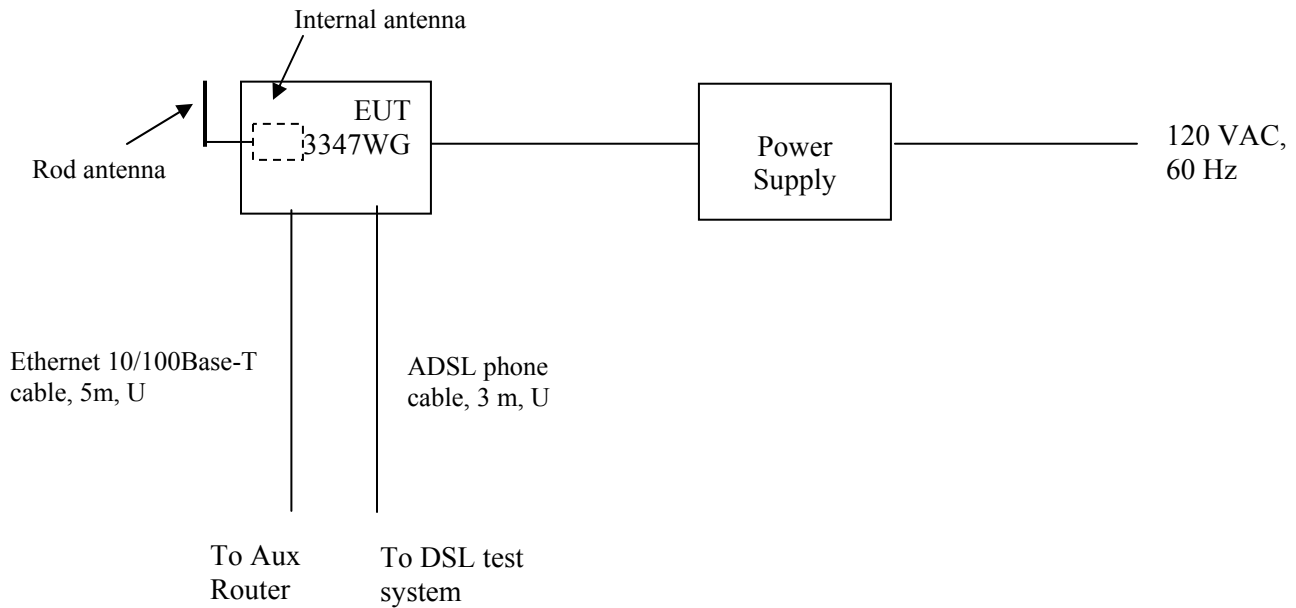 Internal antenna
EUT
3347WG
Rod antenna
Power
Supply
120 VAC,
60 Hz
Ethernet 10/100Base-T
cable, 5m, U
ADSL phone
cable, 3 m, U
To Aux
Router
To DSL test
system